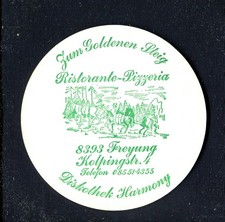 Zum Goldenen Steig
Ristorante-Pizzeria
8393 Freyung
Kolpingstr. 4
Telefon 08551-4355
Diskothek Harmony